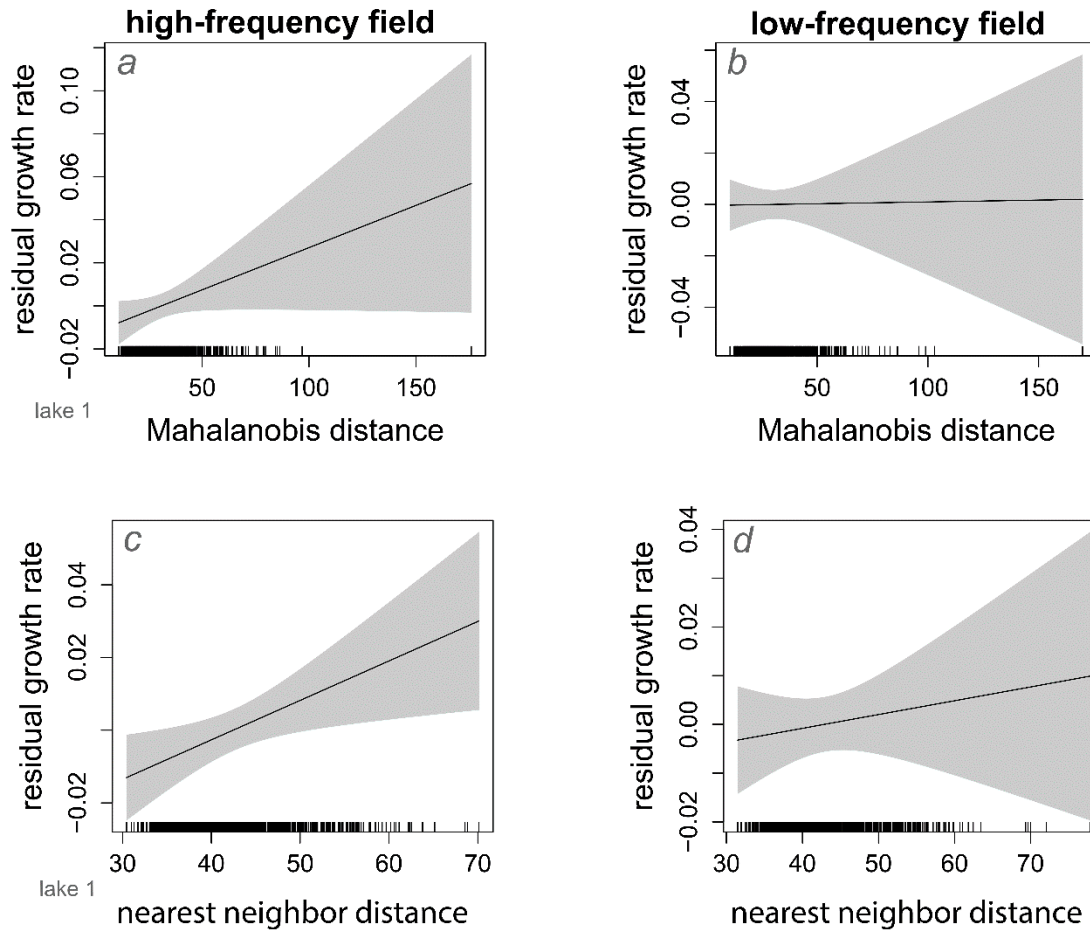 high-frequency field
low-frequency field
a
residual growth rate
−0.02 0.02 0.06 0.10
50 100 150
lake 1
Mahalanobis distance
b
residual growth rate
−0.04 0.00 0.04
50 100 150
Mahalanobis distance
c
residual growth rate
−0.02 0.02 0.04
30 40 50 60 70
lake 1
nearest neighbor distance
d
residual growth rate
−0.02 0.00 0.02 0.04
30 40 50 60 70
nearest neighbor distance